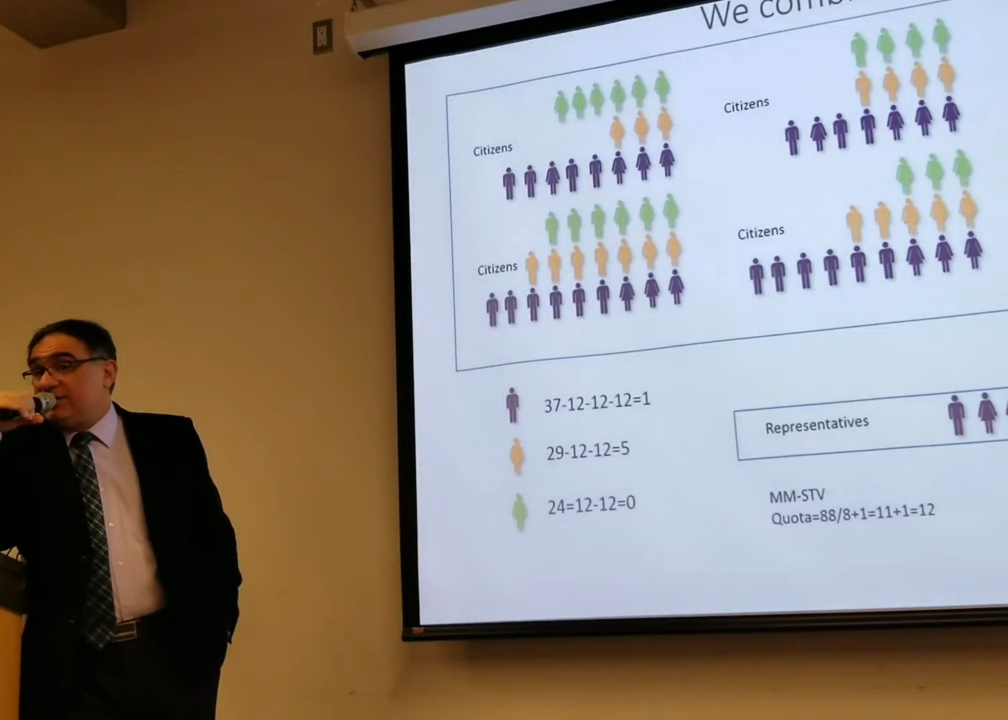 We comb
Citizens
Citizens
Citizens
Citizens
37-12-12-12=1
29-12-12=5
24=12-12=0
Representatives
MM-STV
Quota=88/8+1=11+1=12